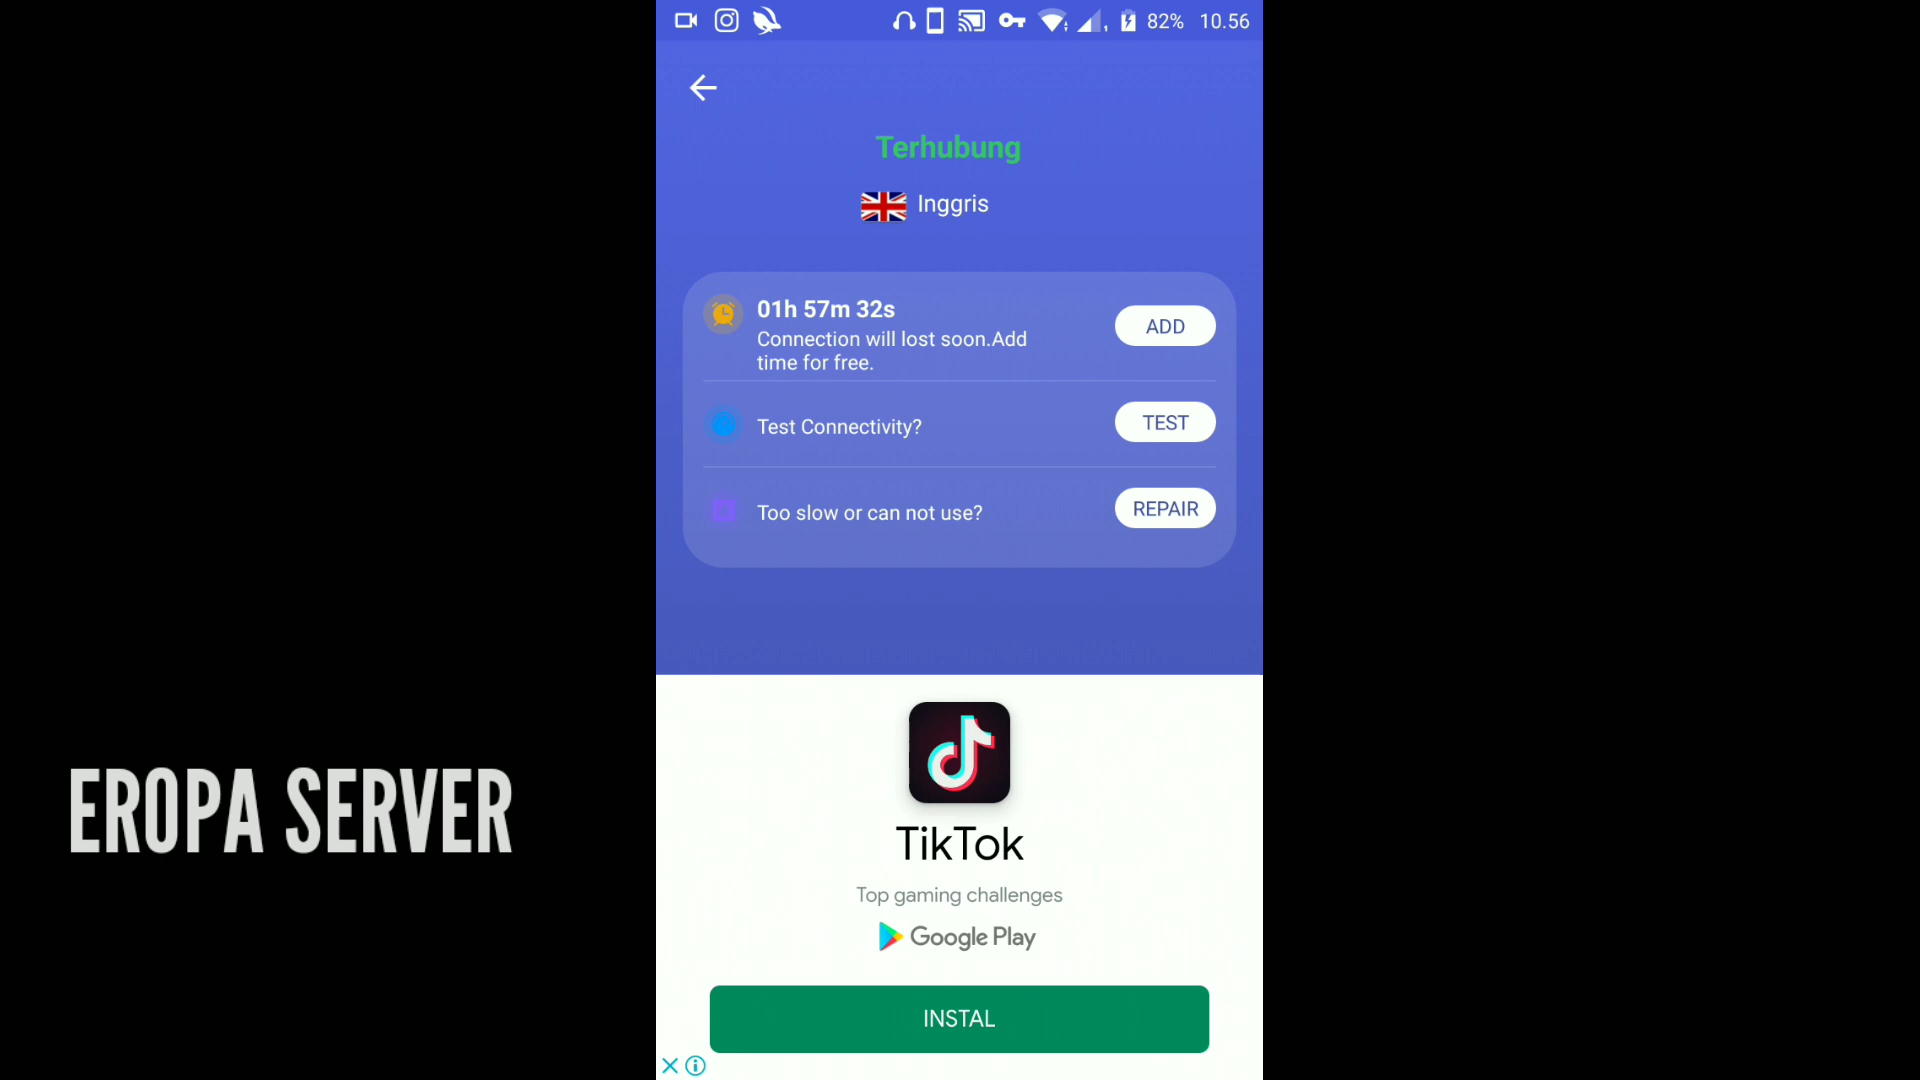 82% 10.56
Terhubung
Inggris
01h 57m 32s
Connection will lost soon.Add
time for free.
ADD
Test Connectivity?
TEST
Too slow or can not use?
REPAIR
EROPA SERVER
TikTok
Top gaming challenges
Google Play
INSTAL